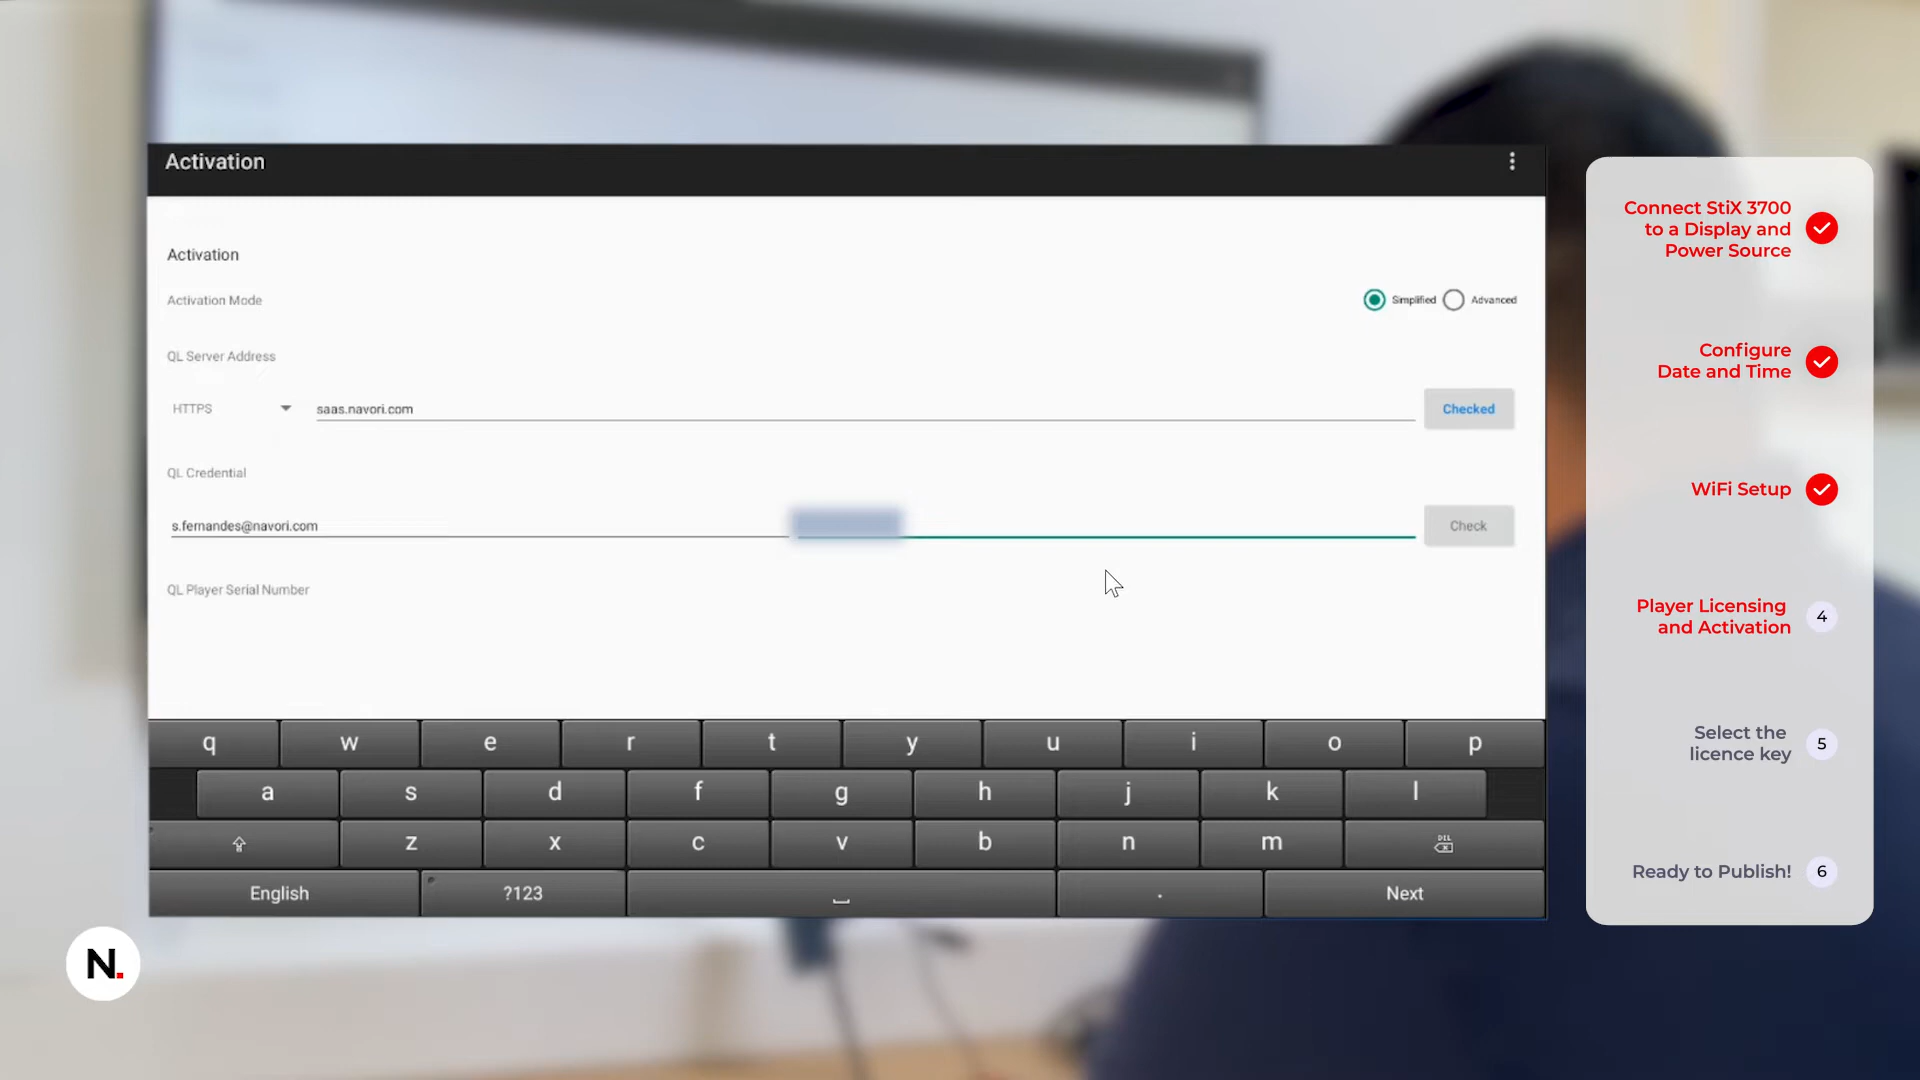 Activation
Activation
Activation Mode
Simplified
Advanced
QL Server Address
HTTPS
saas.navori.com
Checked
QL Credential
s.fernandes@navori.com
Check
QL Player Serial Number
q w e r t y u i o p
a s d f g h j k l
z x c v b n m
DEL
English
?123
.
Next
Connect StiX 3700
to a Display and
Power Source
Configure
Date and Time
WiFi Setup
Player Licensing
and Activation
4
Select the
licence key
5
Ready to Publish!
6
N.